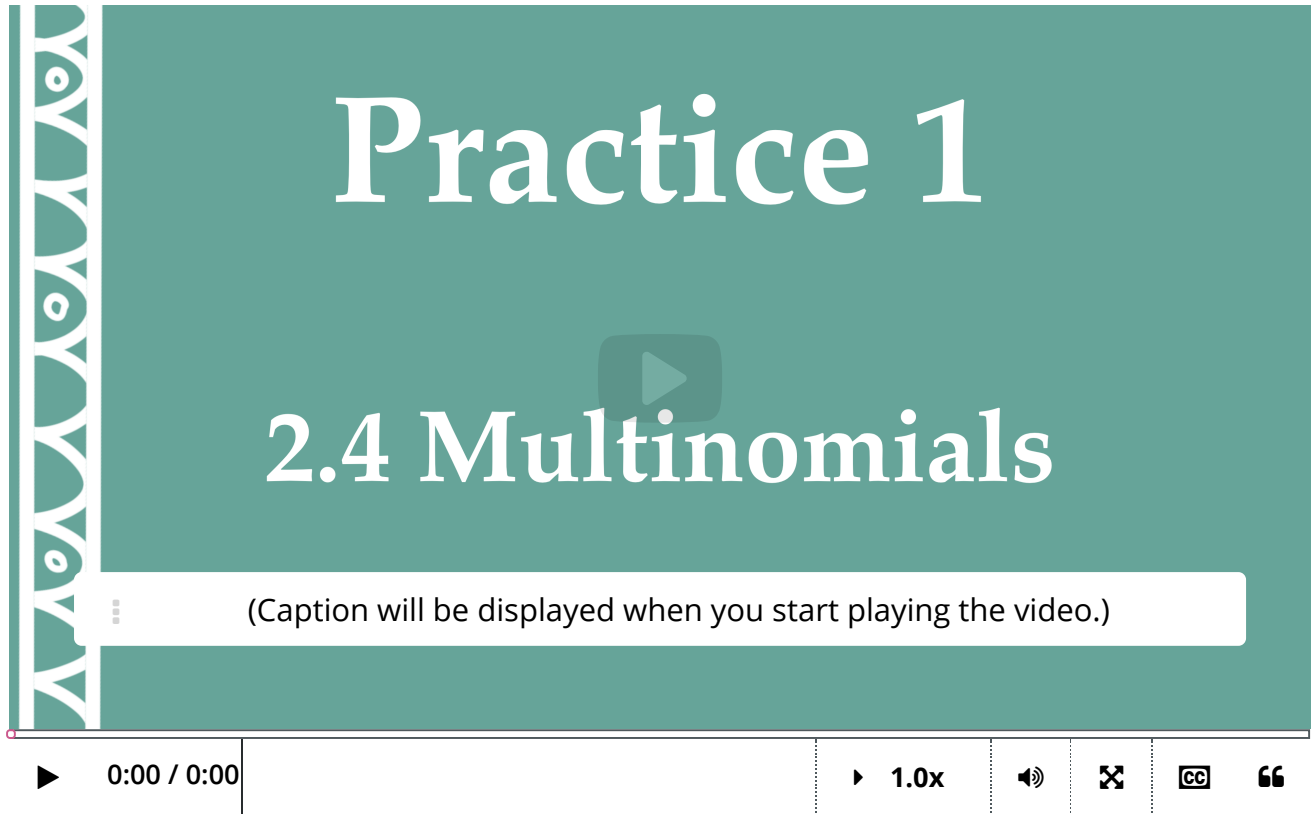 Practice 1
2.4 Multinomials
(Caption will be displayed when you start playing the video.)
0:00 / 0:00
1.0x
CC